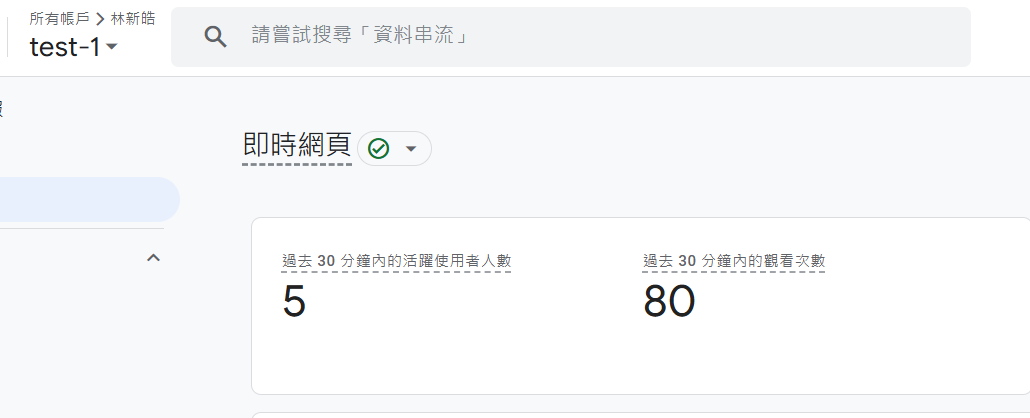 所有帳戶 > 林新皓
test-1
請嘗試搜尋「資料串流」
即時網頁
過去 30 分鐘內的活躍使用者人數
5
過去 30 分鐘內的觀看次數
80